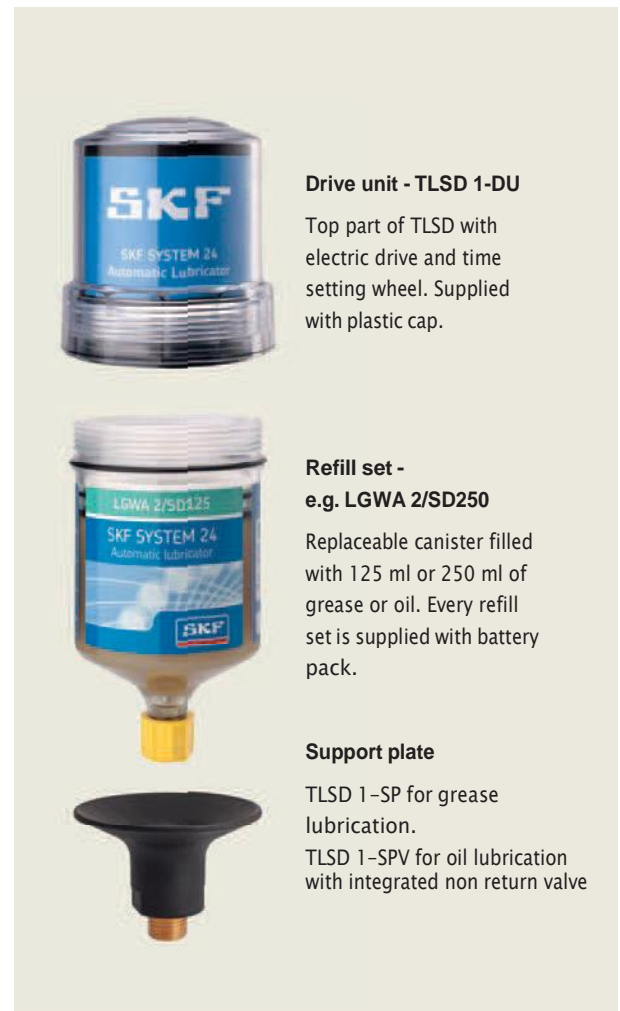 SKF
SKF SYSTEM 24
Automatic Lubricator
Drive unit - TLSD 1-DU
Top part of TLSD with
electric drive and time
setting wheel. Supplied
with plastic cap.
LGWA 2/SD125
SKF SYSTEM 24
Automatic lubricator
SKF
Refill set -
e.g. LGWA 2/SD250
Replaceable canister filled
with 125 ml or 250 ml of
grease or oil. Every refill
set is supplied with battery
pack.
Support plate
TLSD 1–SP for grease
lubrication.
TLSD 1–SPV for oil lubrication
with integrated non return valve